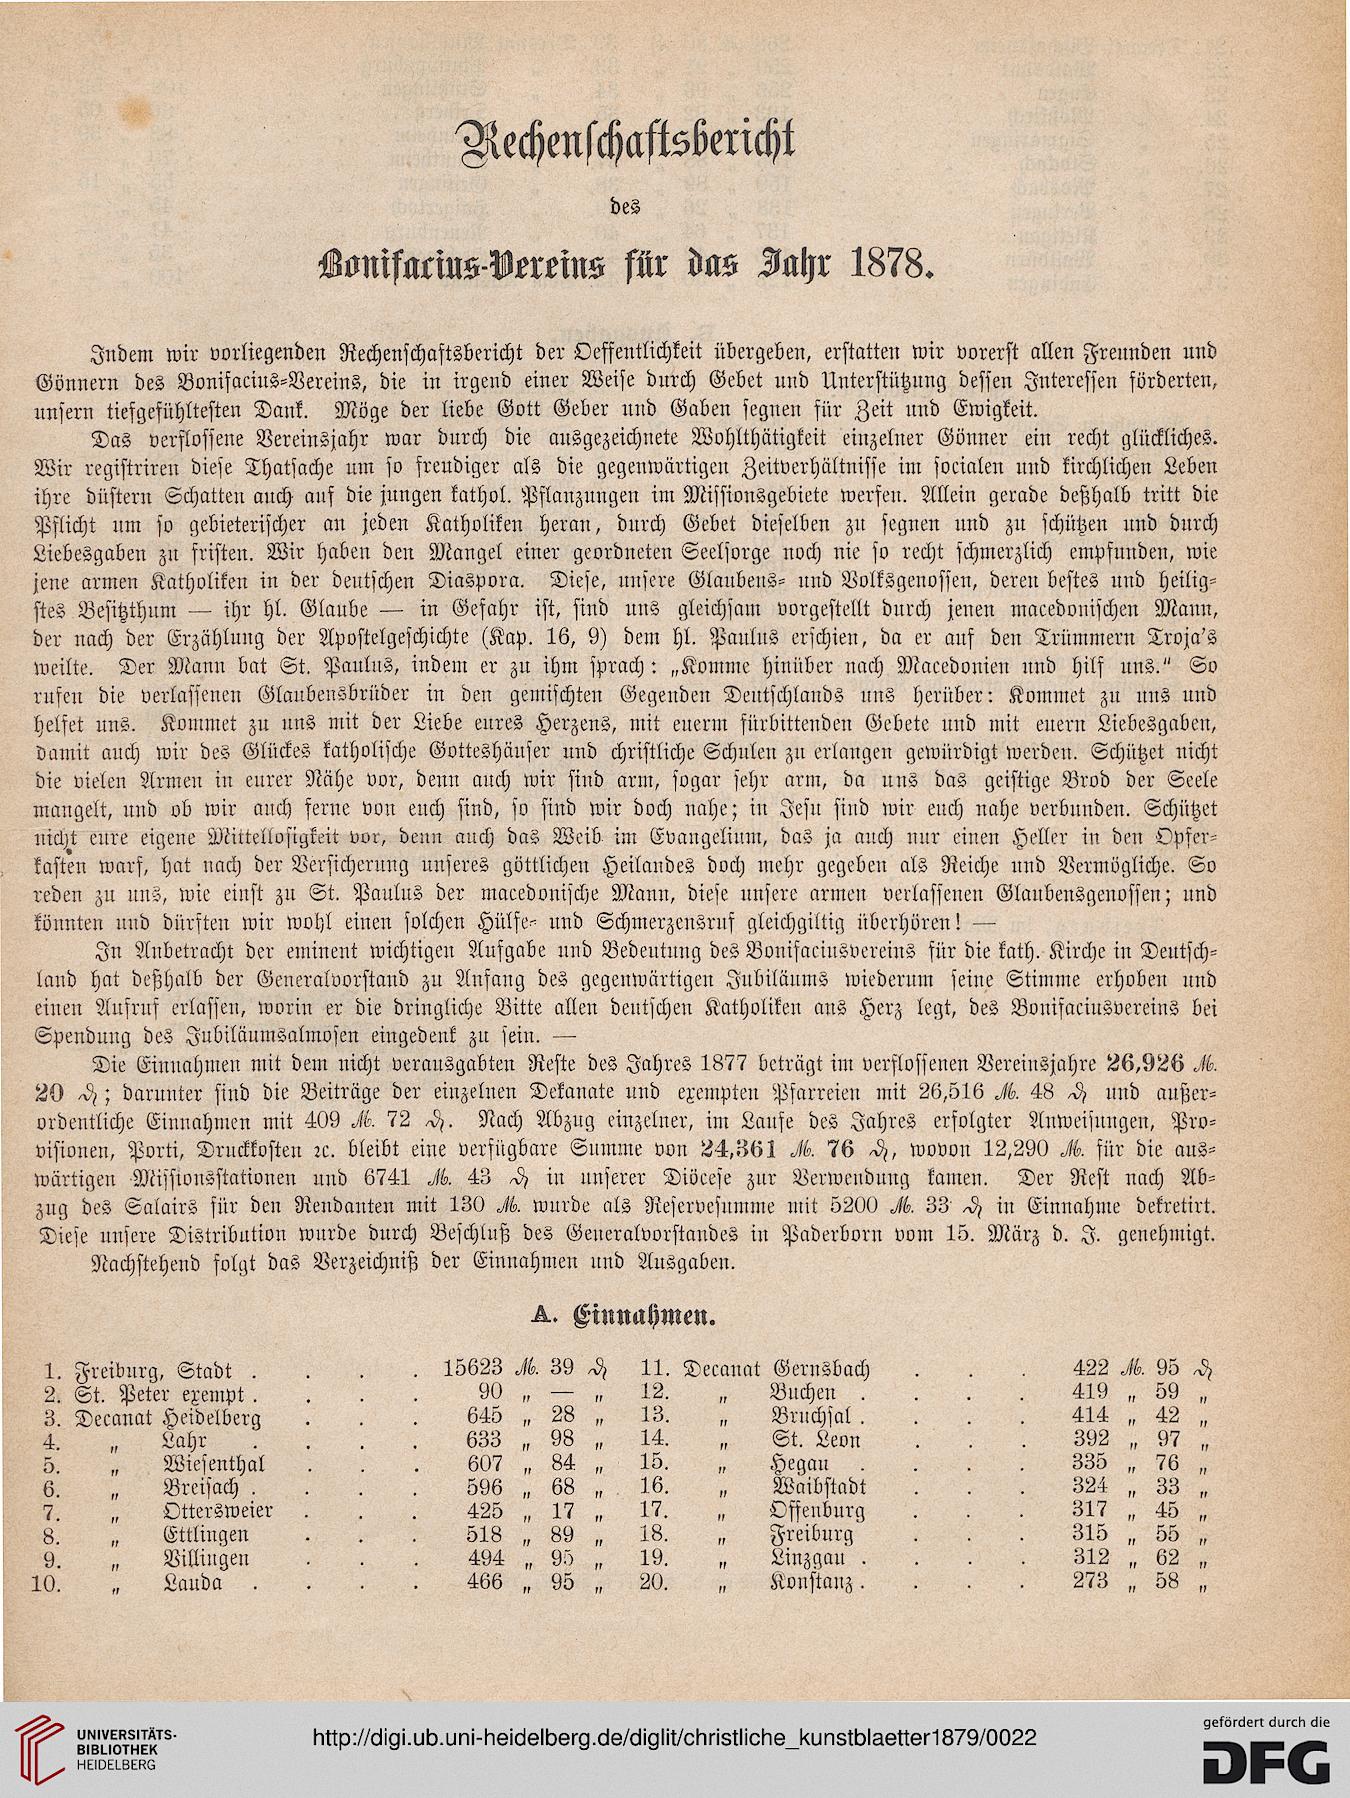 Rechenschaftsbericht
des
Bonifacius-Vereins für das Jahr 1878.
Indem wir vorliegenden Rechenschaftsbericht der Oeffentlichkeit übergeben, erstatten wir vorerst allen Freunden und
Gönnern des Bonifacius-Vereins, die in irgend einer Weise durch Gebet und Unterstützung dessen Interessen förderten,
unsern tiefgefühltesten Dank. Möge der liebe Gott Geber und Gaben segnen für Zeit und Ewigkeit.
Das verflossene Vereinsjahr war durch die ausgezeichnete Wohlthätigkeit einzelner Gönner ein recht glückliches.
Wir registriren diese Thatsache um so freudiger als die gegenwärtigen Zeitverhältnisse im socialen und kirchlichen Leben
ihre düstern Schatten auch auf die jungen kathol. Pflanzungen im Missionsgebiete werfen. Allein gerade deßhalb tritt die
Pflicht um so gebieterischer an jeden Katholiken heran, durch Gebet dieselben zu segnen und zu schützen und durch
Liebesgaben zu fristen. Wir haben den Mangel einer geordneten Seelsorge noch nie so recht schmerzlich empfunden, wie
jene armen Katholiken in der deutschen Diaspora. Diese, unsere Glaubens- und Volksgenossen, deren bestes und heilig-
stes Besitzthum — ihr hl. Glaube — in Gefahr ist, sind uns gleichsam vorgestellt durch jenen macedonischen Mann,
der nach der Erzählung der Apostelgeschichte (Kap. 16, 9) dem hl. Paulus erschien, da er auf den Trümmern Troja's
weilte. Der Mann bat St. Paulus, indem er zu ihm sprach: „Komme hinüber nach Macedonien und hilf uns." So
rufen die verlassenen Glaubensbrüder in den gemischten Gegenden Deutschlands uns herüber: Kommet zu uns und
helfet uns. Kommet zu uns mit der Liebe eures Herzens, mit euerm fürbittenden Gebete und mit euern Liebesgaben,
damit auch wir des Glückes katholische Gotteshäuser und christliche Schulen zu erlangen gewürdigt werden. Schützet nicht
die vielen Armen in eurer Nähe vor, denn auch wir sind arm, sogar sehr arm, da uns das geistige Brod der Seele
mangelt, und ob wir auch ferne von euch sind, so sind wir doch nahe; in Jesu sind wir euch nahe verbunden. Schützet
nicht eure eigene Mittellosigkeit vor, denn auch das Weib im Evangelium, das ja auch nur einen Heller in den Opfer-
kasten warf, hat nach der Versicherung unseres göttlichen Heilandes doch mehr gegeben als Reiche und Vermögliche. So
reden zu uns, wie einst zu St. Paulus der macedonische Mann, diese unsere armen verlassenen Glaubensgenossen; und
könnten und dürften wir wohl einen solchen Hülfe- und Schmerzensruf gleichgiltig überhören! —
In Anbetracht der eminent wichtigen Aufgabe und Bedeutung des Bonifaciusvereins für die kath. Kirche in Deutsch-
land hat deßhalb der Generalvorstand zu Anfang des gegenwärtigen Jubiläums wiederum seine Stimme erhoben und
einen Aufruf erlassen, worin er die dringliche Bitte allen deutschen Katholiken ans Herz legt, des Bonifaciusvereins bei
Spendung des Jubiläumsalmosen eingedenk zu sein. —
Die Einnahmen mit dem nicht verausgabten Reste des Jahres 1877 beträgt im verflossenen Vereinsjahre 26,926 ℳ.
20 ₰; darunter sind die Beiträge der einzelnen Dekanate und exempten Pfarreien mit 26,516 ℳ. 48 ₰ und außer-
ordentliche Einnahmen mit 409 ℳ. 72 ₰. Nach Abzug einzelner, im Laufe des Jahres erfolgter Anweisungen, Pro-
visionen, Porti, Druckkosten ꝛc. bleibt eine verfügbare Summe von 24,361 ℳ. 76 ₰, wovon 12,290 ℳ. für die aus-
wärtigen Missionsstationen und 6741 ℳ. 43 ₰ in unserer Diöcese zur Verwendung kamen. Der Rest nach Ab-
zug des Salairs für den Rendanten mit 130 ℳ. wurde als Reservesumme mit 5200 ℳ. 33 ₰ in Einnahme dekretirt.
Diese unsere Distribution wurde durch Beschluß des Generalvorstandes in Paderborn vom 15. März d. J. genehmigt.
Nachstehend folgt das Verzeichniß der Einnahmen und Ausgaben.
A. Einnahmen.
1. Freiburg, Stadt . . . . 15623 ℳ. 39 ₰
2. St. Peter exempt . . . . 90 „ — „
3. Decanat Heidelberg . . . 645 „ 28 „
4. „ Lahr . . . . 633 „ 98 „
5. „ Wiesenthal . . . 607 „ 84 „
6. „ Breisach . . . . 596 „ 68 „
7. „ Ottersweier . . . 425 „ 17 „
8. „ Ettlingen . . . 518 „ 89 „
9. „ Villingen . . . 494 „ 95 „
10. „ Lauda . . . . 466 „ 95 „
11. Decanat Gernsbach . . . 422 ℳ. 95 ₰
12. „ Buchen . . . . 419 „ 59 „
13. „ Bruchsal . . . . 414 „ 42 „
14. „ St. Leon . . . 392 „ 97 „
15. „ Hegau . . . . 335 „ 76 „
16. „ Waibstadt . . . 324 „ 33 „
17. „ Offenburg . . . 317 „ 45 „
18. „ Freiburg . . . 315 „ 55 „
19. „ Linzgau . . . . 312 „ 62 „
20. „ Konstanz . . . . 273 „ 58 „
UNIVERSITÄTS-
BIBLIOTHEK
HEIDELBERG
http://digi.ub.uni-heidelberg.de/diglit/christliche_kunstblaetter1879/0022
gefördert durch die
DFG